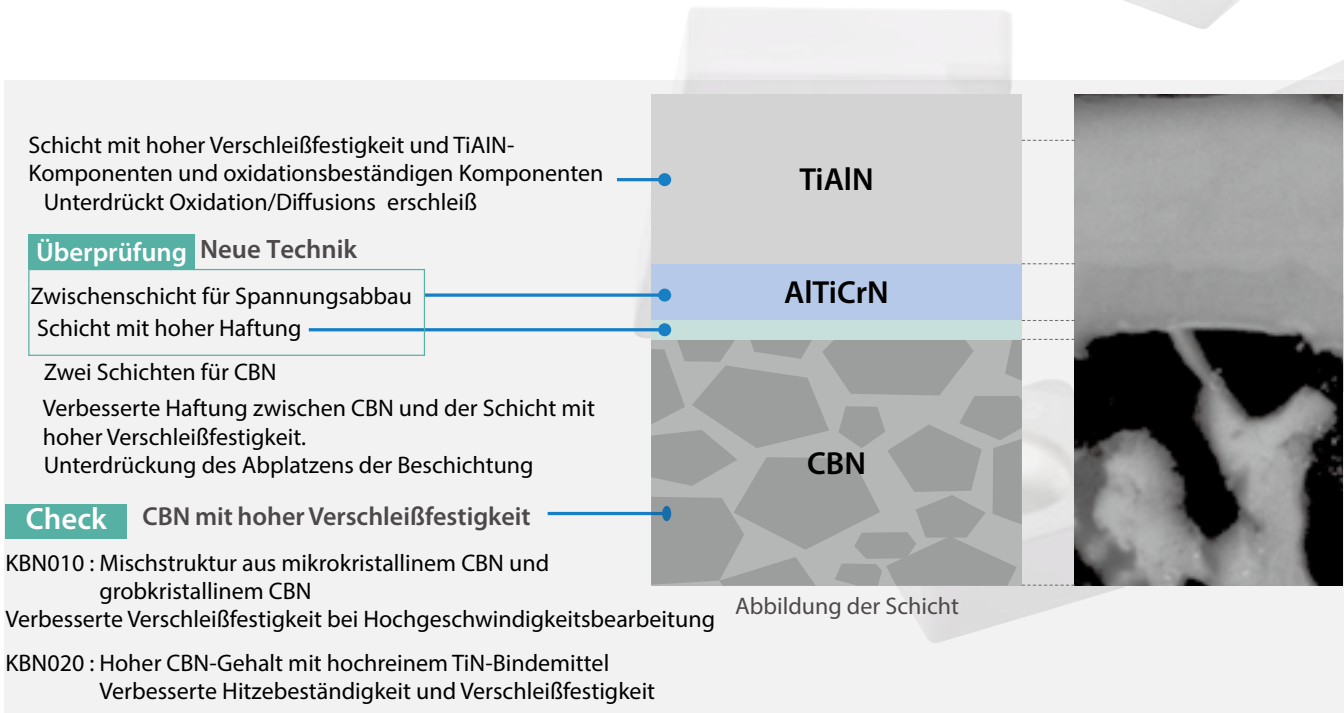 Schicht mit hoher Verschleißfestigkeit und TiAlN-
Komponenten und oxidationsbeständigen Komponenten
Unterdrückt Oxidation/Diffusions erschleiß
Überprüfung Neue Technik
Zwischenschicht für Spannungsabbau
Schicht mit hoher Haftung
Zwei Schichten für CBN
Verbesserte Haftung zwischen CBN und der Schicht mit
hoher Verschleißfestigkeit.
Unterdrückung des Abplatzens der Beschichtung
Check CBN mit hoher Verschleißfestigkeit
KBN010 : Mischstruktur aus mikrokristallinem CBN und
grobkristallinem CBN
Verbesserte Verschleißfestigkeit bei Hochgeschwindigkeitsbearbeitung
KBN020 : Hoher CBN-Gehalt mit hochreinem TiN-Bindemittel
Verbesserte Hitzebeständigkeit und Verschleißfestigkeit
TiAlN
AlTiCrN
CBN
Abbildung der Schicht